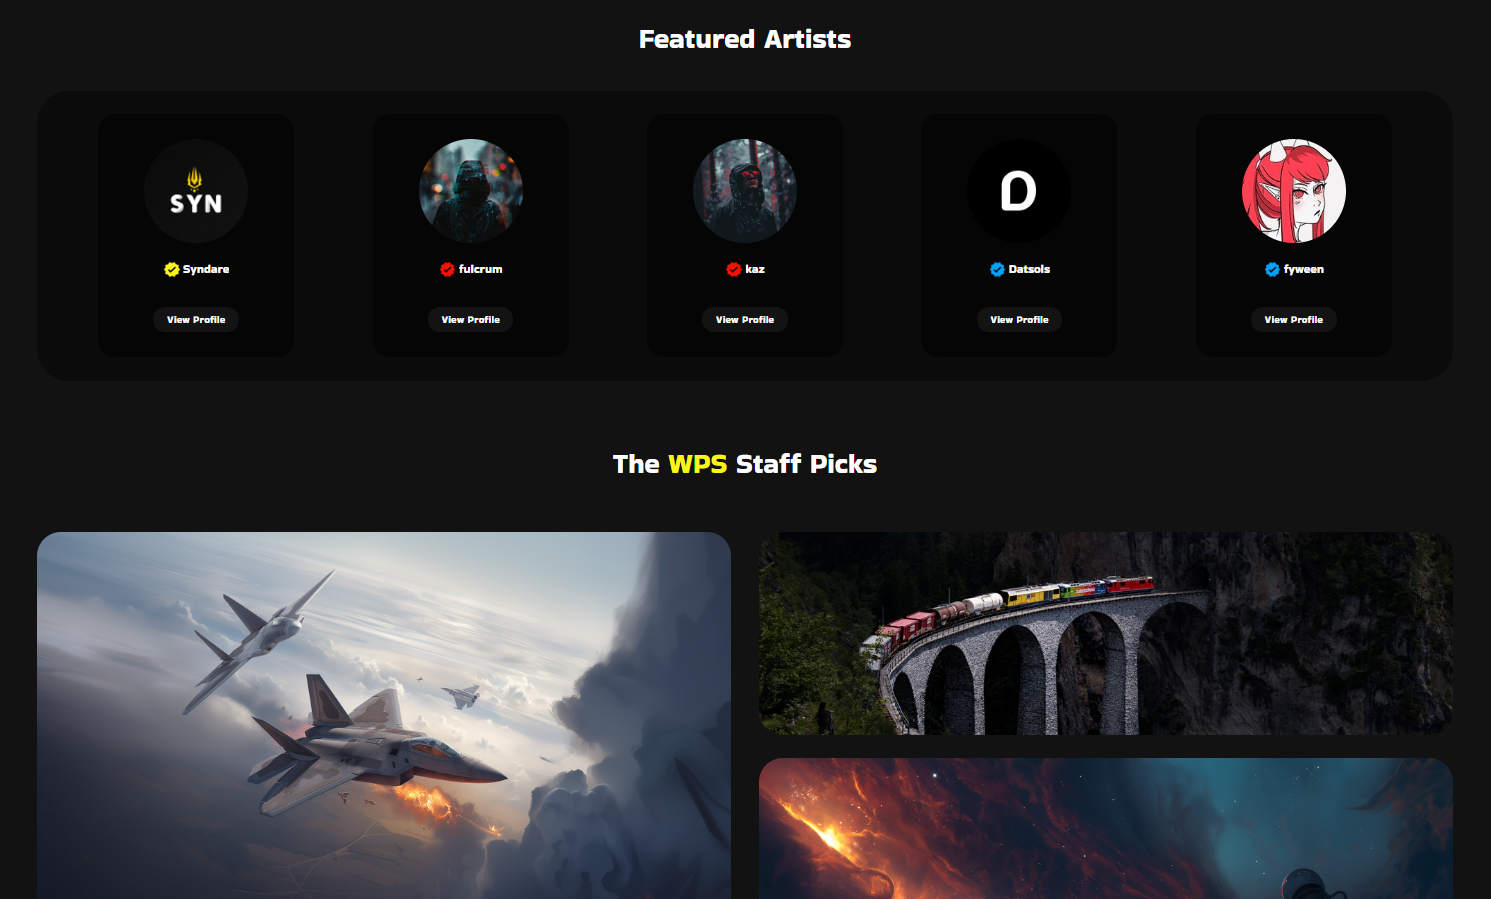 Featured Artists
SYN
D
Syndare
fulcrum
kaz
Datsols
fyween
View Profile
View Profile
View Profile
View Profile
View Profile
The WPS Staff Picks